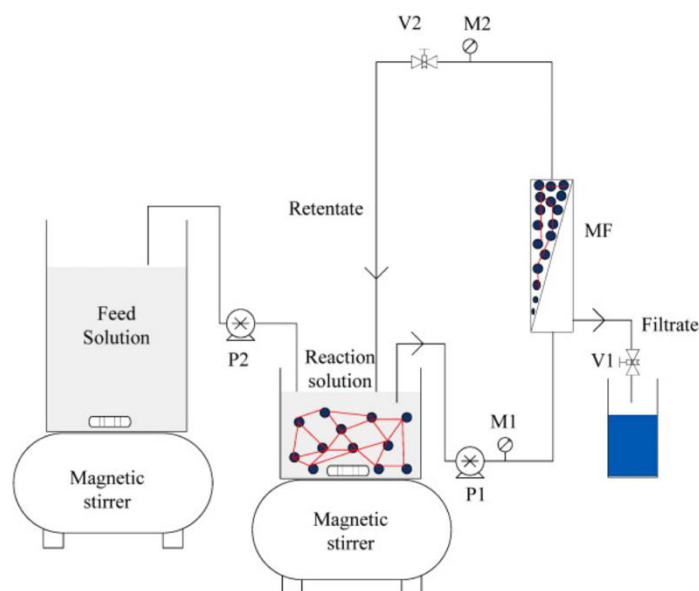 V2
M2
Retentate
MF
Feed
Solution
Filtrate
P2
Reaction
solution
V1
M1
P1
Magnetic
stirrer
Magnetic
stirrer